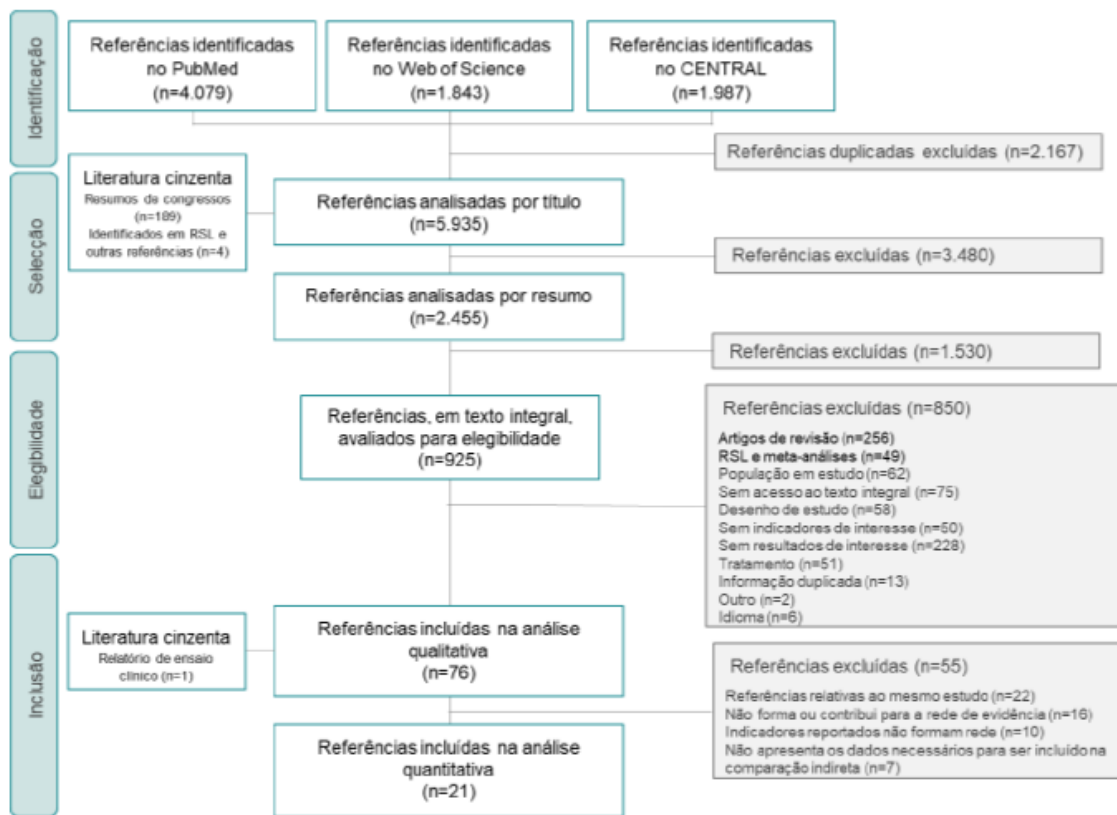 Identificação
Referências identificadas
no PubMed
(n=4.079)
Referências identificadas
no Web of Science
(n=1.843)
Referências identificadas
no CENTRAL
(n=1.987)
Referências duplicadas excluídas (n=2.167)
Selecção
Literatura cinzenta
Resumos de congressos
(n=189)
Identificados em RSL e
outras referências (n=4)
Referências analisadas por título
(n=5.935)
Referências excluídas (n=3.480)
Referências analisadas por resumo
(n=2.455)
Referências excluídas (n=1.530)
Elegibilidade
Referências, em texto integral,
avaliados para elegibilidade
(n=925)
Referências excluídas (n=850)
Artigos de revisão (n=256)
RSL e meta-análises (n=49)
População em estudo (n=62)
Sem acesso ao texto integral (n=75)
Desenho de estudo (n=58)
Sem indicadores de interesse (n=50)
Sem resultados de interesse (n=228)
Tratamento (n=51)
Informação duplicada (n=13)
Outro (n=2)
Idioma (n=6)
Inclusão
Literatura cinzenta
Relatório de ensaio
clínico (n=1)
Referências incluídas na análise
qualitativa
(n=76)
Referências excluídas (n=55)
Referências relativas ao mesmo estudo (n=22)
Não forma ou contribui para a rede de evidência (n=16)
Indicadores reportados não formam rede (n=10)
Não apresenta os dados necessários para ser incluído na
comparação indireta (n=7)
Referências incluídas na análise
quantitativa
(n=21)